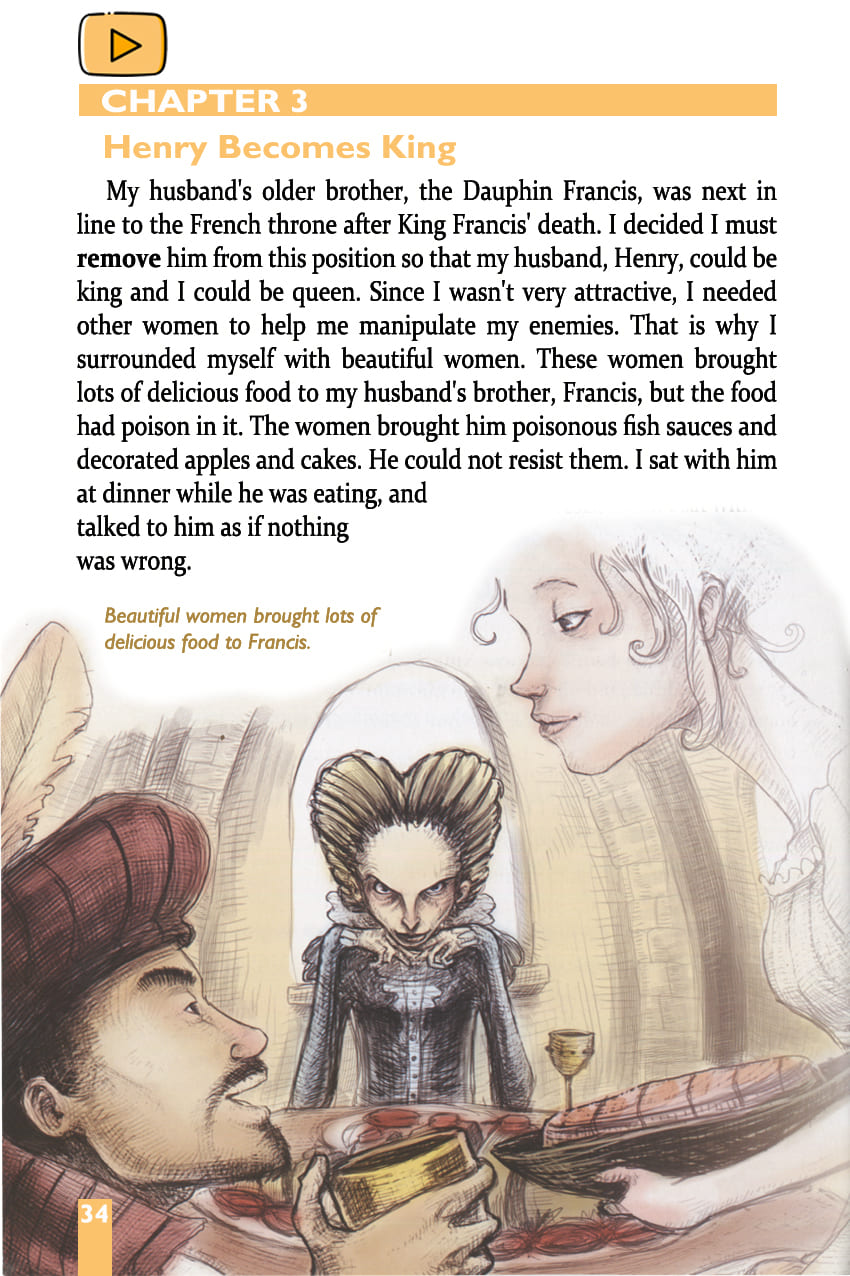 CHAPTER 3
Henry Becomes King
My husband's older brother, the Dauphin Francis, was next in
line to the French throne after King Francis' death. I decided I must
remove him from this position so that my husband, Henry, could be
king and I could be queen. Since I wasn't very attractive, I needed
other women to help me manipulate my enemies. That is why I
surrounded myself with beautiful women. These women brought
lots of delicious food to my husband's brother, Francis, but the food
had poison in it. The women brought him poisonous fish sauces and
decorated apples and cakes. He could not resist them. I sat with him
at dinner while he was eating, and
talked to him as if nothing
was wrong.
Beautiful women brought lots of
delicious food to Francis.
34